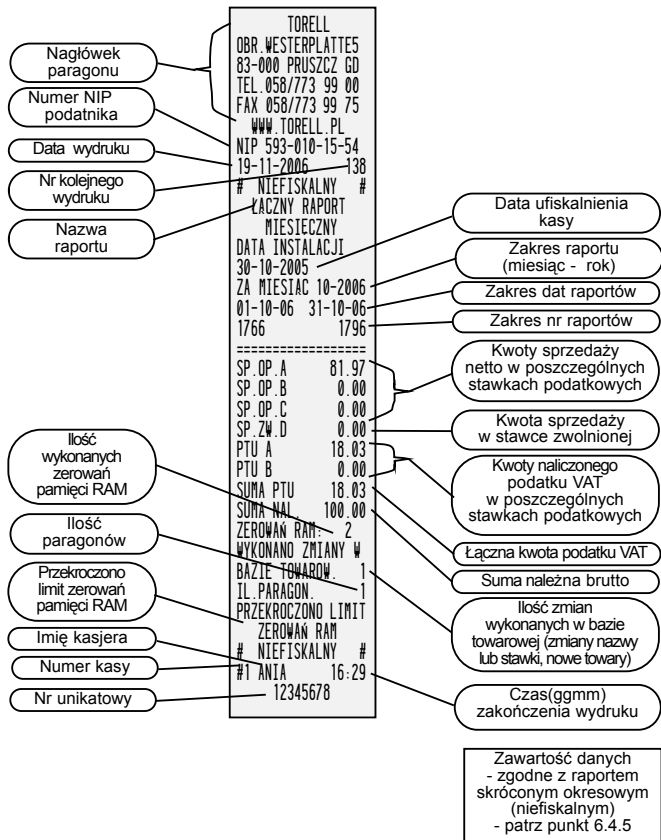 TORELL
OBR.WESTERPLATTE5
83-000 PRUSZCZ GD
TEL.058/773 99 00
FAX 058/773 99 75
WWW.TORELL.PL
NIP 593-010-15-54
19-11-2006 138
# NIEFISKALNY #
ŁĄCZNY RAPORT
MIESIĘCZNY
DATA INSTALACJI
30-10-2005
ZA MIESIAC 10-2006
01-10-06 31-10-06
1766 1796
==================
SP.OP.A 81.97
SP.OP.B 0.00
SP.OP.C 0.00
SP.ZW.D 0.00
PTU A 18.03
PTU B 0.00
SUMA PTU 18.03
SUMA NAL. 100.00
ZEROWAń RAM: 2
WYKONANO ZMIANY W
BAZIE TOWAROW. 1
IL.PARAGON. 1
PRZEKROCZONO LIMIT
ZEROWAń RAM
# NIEFISKALNY #
#1 ANIA 16:29
12345678
Nagłówek
paragonu
Numer NIP
podatnika
Data wydruku
Nr kolejnego
wydruku
Nazwa
raportu
Ilość
wykonanych
zerowań
pamięci RAM
Ilość
paragonów
Przekroczono
limit zerowań
pamięci RAM
Imię kasjera
Numer kasy
Nr unikatowy
Data ufiskalnienia
kasy
Zakres raportu
(miesiąc - rok)
Zakres dat raportów
Zakres nr raportów
Kwoty sprzedaży
netto w poszczególnych
stawkach podatkowych
Kwota sprzedaży
w stawce zwolnionej
Kwoty naliczonego
podatku VAT
w poszczególnych
stawkach podatkowych
Łączna kwota podatku VAT
Suma należna brutto
Ilość zmian
wykonanych w bazie
towarowej (zmiany nazwy
lub stawki, nowe towary)
Czas(ggmm)
zakończenia wydruku
Zawartość danych
- zgodne z raportem
skróconym okresowym
(niefiskalnym)
- patrz punkt 6.4.5